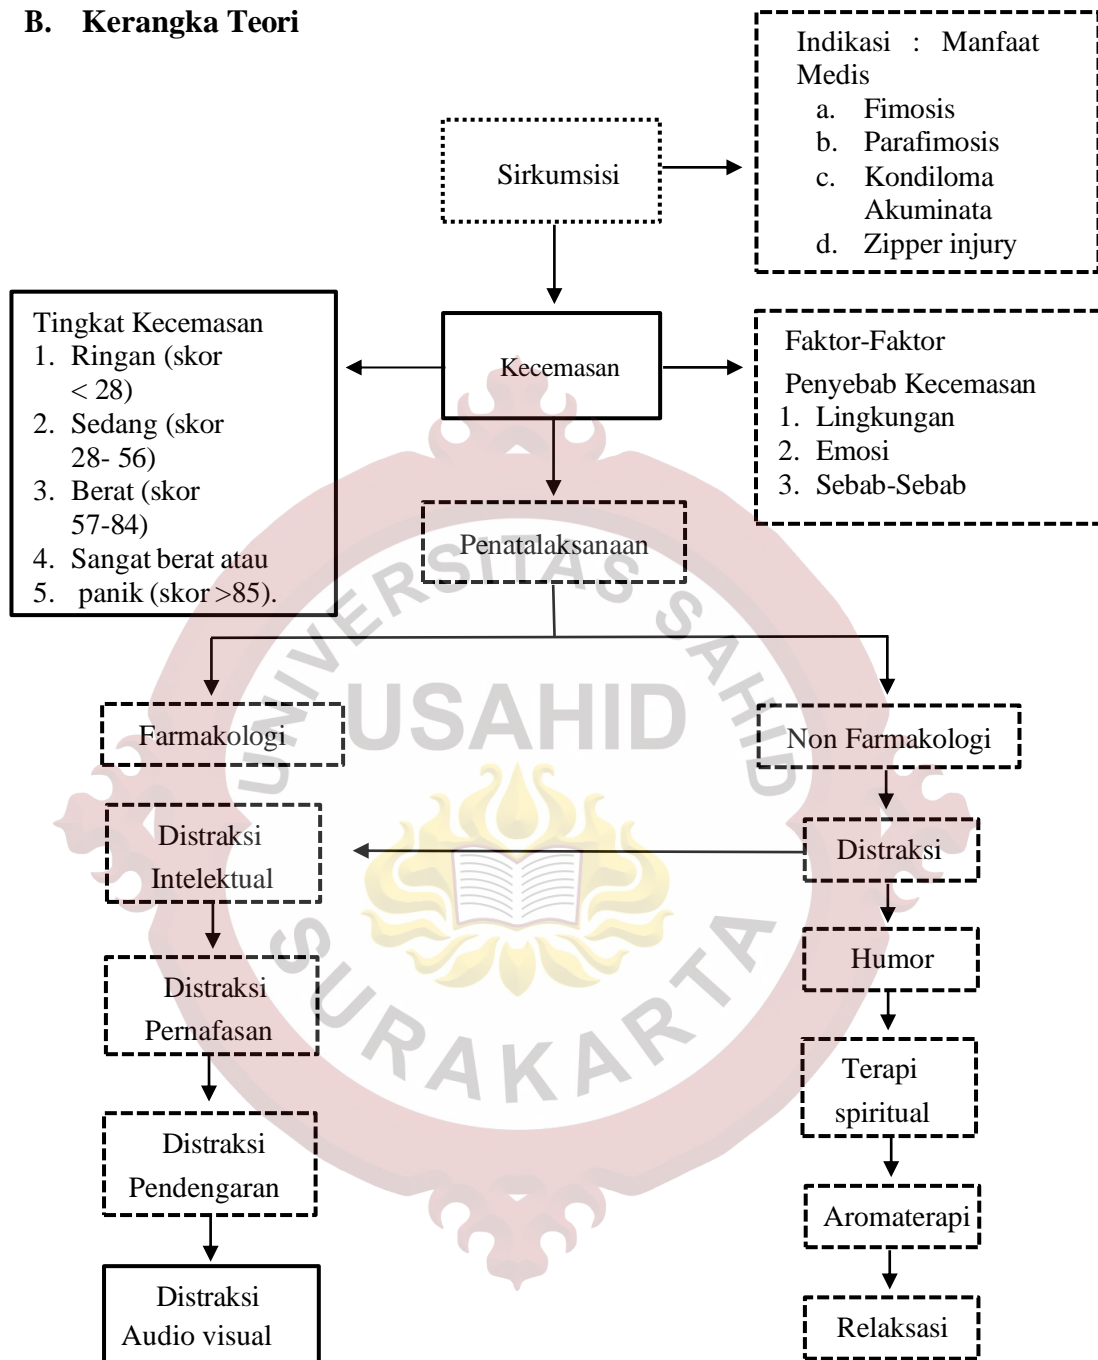 B. Kerangka Teori
Indikasi : Manfaat
Medis
a. Fimosis
b. Parafimosis
c. Kondiloma
Akuminata
d. Zipper injury
Sirkumsisi
Tingkat Kecemasan
1. Ringan (skor
< 28)
2. Sedang (skor
28- 56)
3. Berat (skor
57-84)
4. Sangat berat atau
5. panik (skor >85).
Kecemasan
Faktor-Faktor
Penyebab Kecemasan
1. Lingkungan
2. Emosi
3. Sebab-Sebab
Penatalaksanaan
UNIVERSITAS SAHID
USAHID
SURAKARTA
Farmakologi
Non Farmakologi
Distraksi
Intelektual
Distraksi
Distraksi
Pernafasan
Humor
Distraksi
Pendengaran
Terapi
spiritual
Aromaterapi
Distraksi
Audio visual
Relaksasi